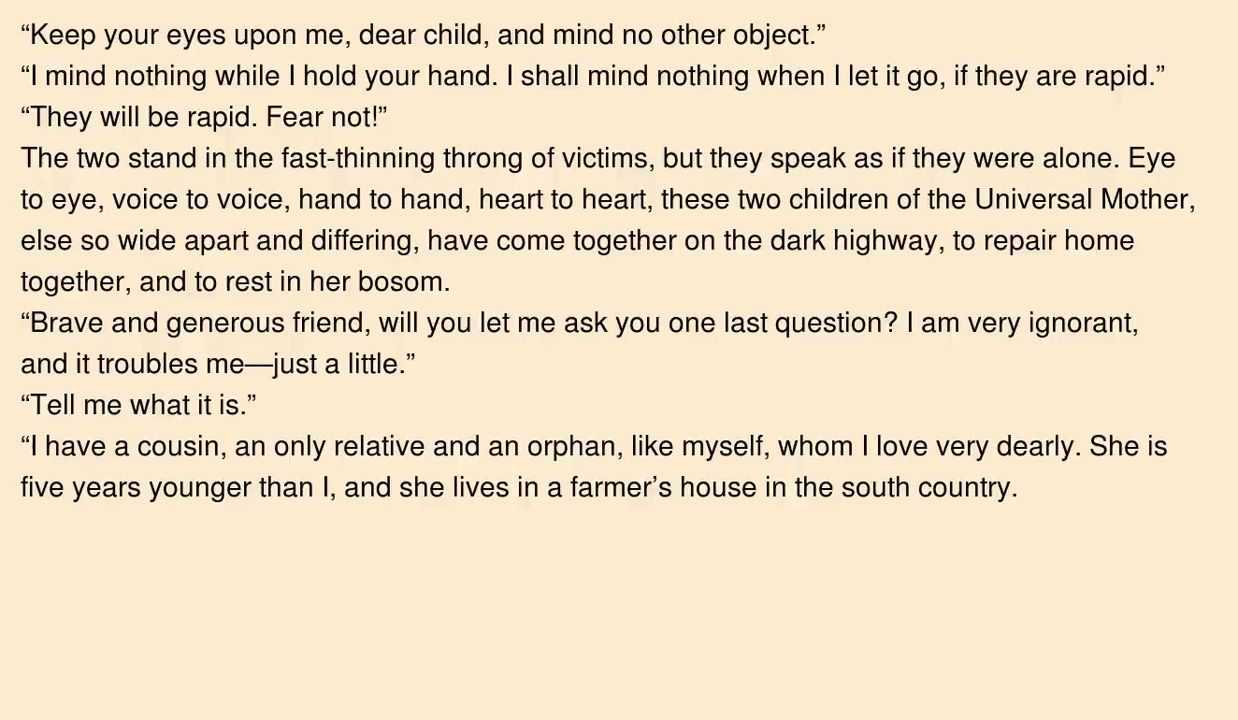 “Keep your eyes upon me, dear child, and mind no other object.”
“I mind nothing while I hold your hand. I shall mind nothing when I let it go, if they are rapid.”
“They will be rapid. Fear not!”
The two stand in the fast-thinning throng of victims, but they speak as if they were alone. Eye
to eye, voice to voice, hand to hand, heart to heart, these two children of the Universal Mother,
else so wide apart and differing, have come together on the dark highway, to repair home
together, and to rest in her bosom.
“Brave and generous friend, will you let me ask you one last question? I am very ignorant,
and it troubles me—just a little.”
“Tell me what it is.”
“I have a cousin, an only relative and an orphan, like myself, whom I love very dearly. She is
five years younger than I, and she lives in a farmer’s house in the south country.